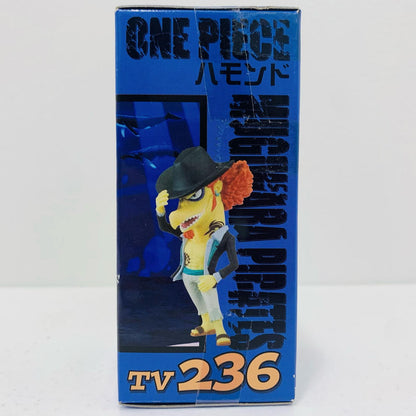 ONE PIECE
ハモンド
MUGIWARA PIRATES
TV 236